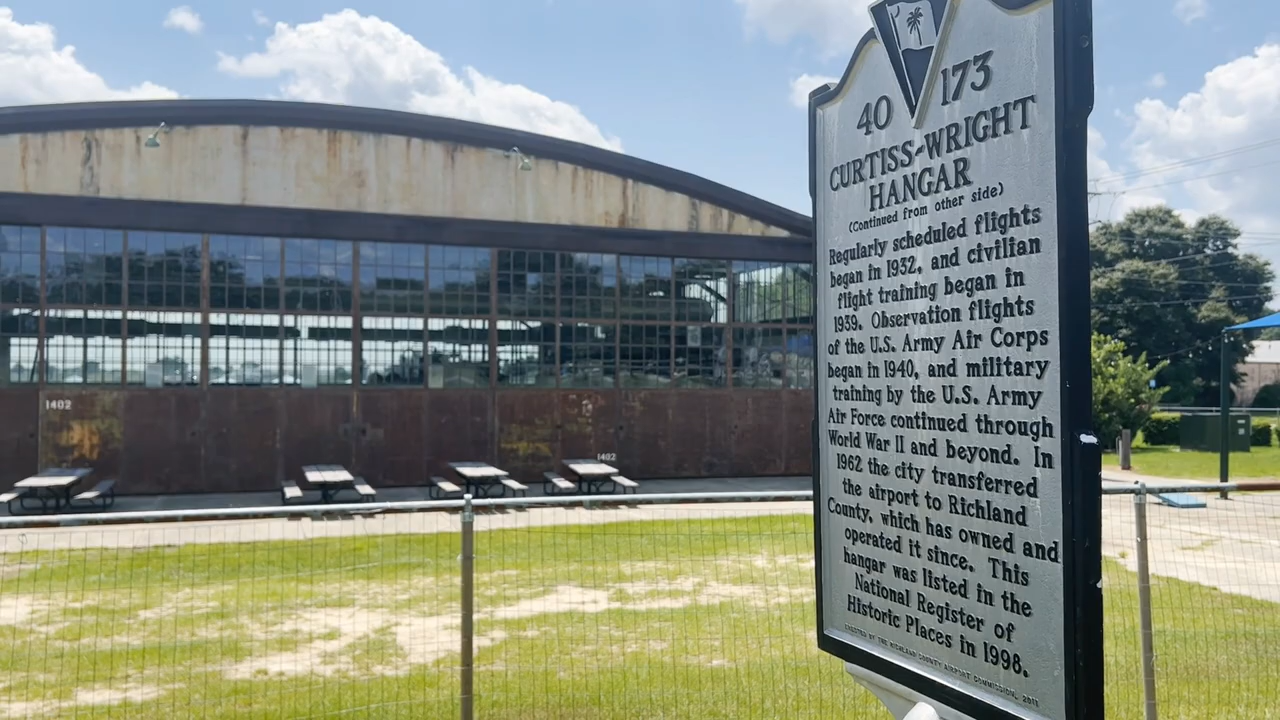 40 173
CURTISS-WRIGHT
HANGAR
(Continued from other side)
Regularly scheduled flights
began in 1932, and civilian
flight training began in
1939. Observation flights
of the U.S. Army Air Corps
began in 1940, and military
training by the U.S. Army
Air Force continued through
World War II and beyond. In
1962 the city transferred
the airport to Richland
County, which has owned and
operated it since. This
hangar was listed in the
National Register of
Historic Places in 1998.
ERECTED BY THE RICHLAND COUNTY AIRPORT COMMISSION, 2011
1402
1402